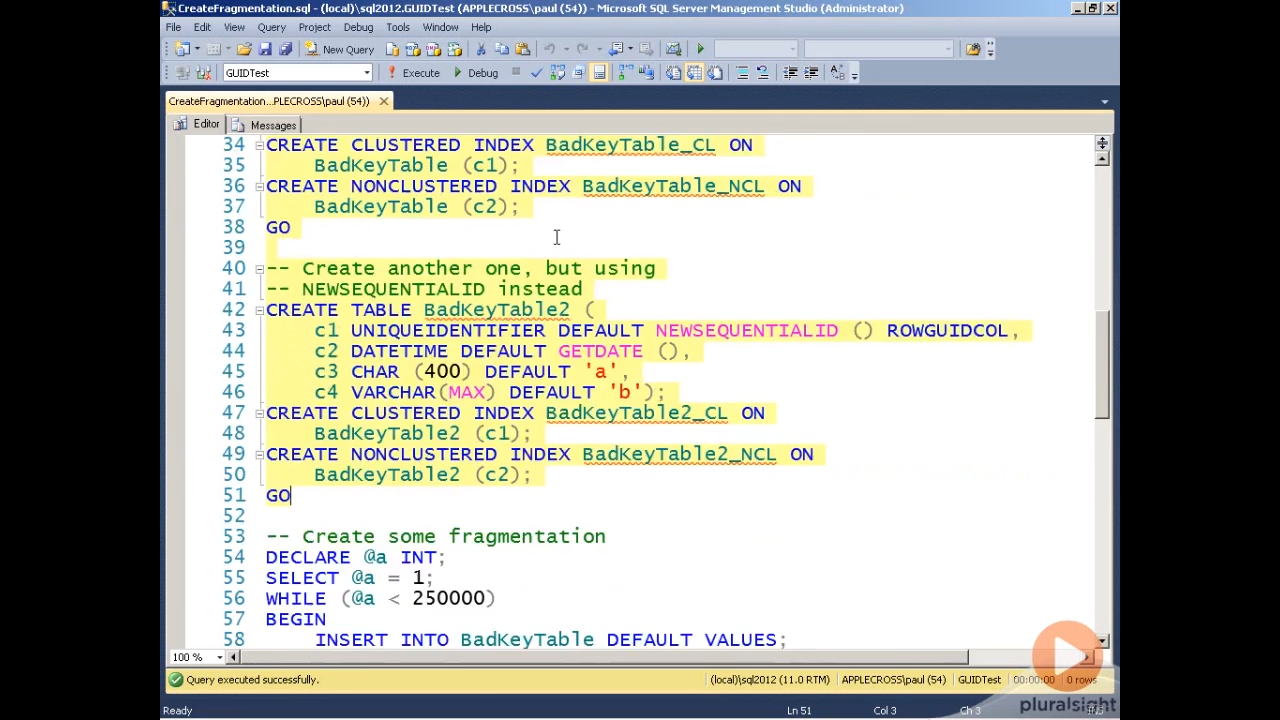 CreateFragmentation.sql - (local)\sql2012.GUIDTest (APPLECROSS\paul (54)) - Microsoft SQL Server Management Studio (Administrator)
File Edit View Query Project Debug Tools Window Help
New Query
GUIDTest Execute Debug
CreateFragmentation...PLECROSS\paul (54))
Editor Messages
34 CREATE CLUSTERED INDEX BadKeyTable_CL ON
35 BadKeyTable (c1);
36 CREATE NONCLUSTERED INDEX BadKeyTable_NCL ON
37 BadKeyTable (c2);
38 GO
39
40 -- Create another one, but using
41 -- NEWSEQUENTIALID instead
42 CREATE TABLE BadKeyTable2 (
43 c1 UNIQUEIDENTIFIER DEFAULT NEWSEQUENTIALID () ROWGUIDCOL,
44 c2 DATETIME DEFAULT GETDATE (),
45 c3 CHAR (400) DEFAULT 'a',
46 c4 VARCHAR(MAX) DEFAULT 'b');
47 CREATE CLUSTERED INDEX BadKeyTable2_CL ON
48 BadKeyTable2 (c1);
49 CREATE NONCLUSTERED INDEX BadKeyTable2_NCL ON
50 BadKeyTable2 (c2);
51 GO
52
53 -- Create some fragmentation
54 DECLARE @a INT;
55 SELECT @a = 1;
56 WHILE (@a < 250000)
57 BEGIN
58 INSERT INTO BadKeyTable DEFAULT VALUES;
100 %
Query executed successfully. (local)\sql2012 (11.0 RTM) APPLECROSS\paul (54) GUIDTest 00:00:00 0 rows
pluralsight
Ready Ln 51 Col 3 Ch 3 INS